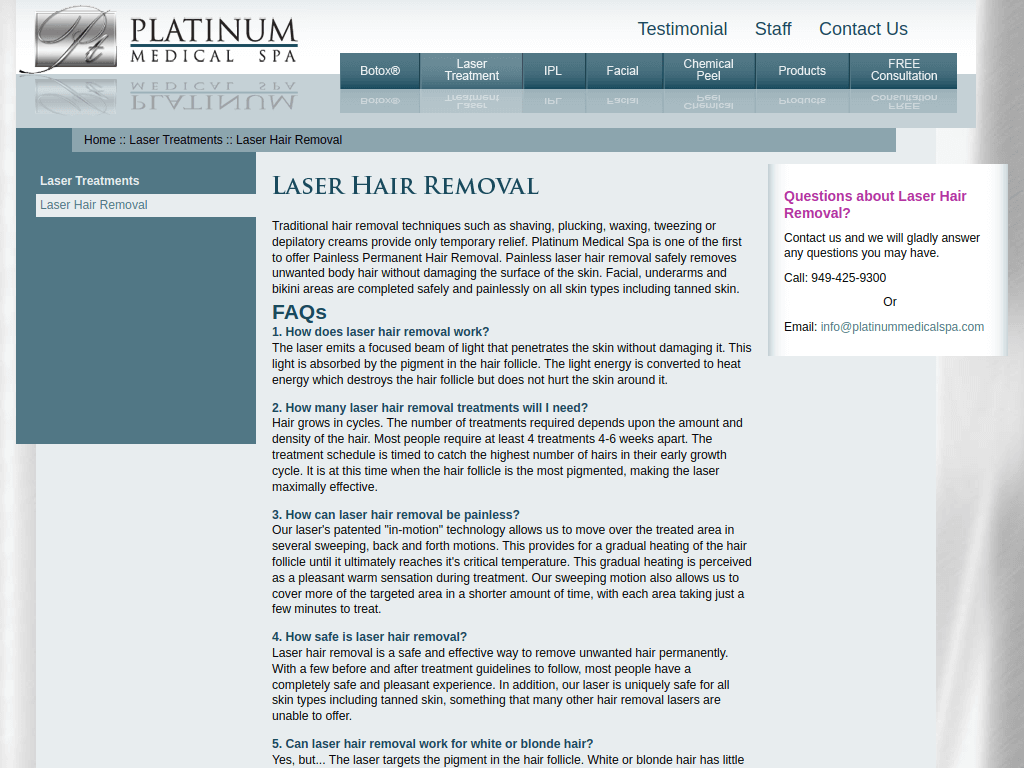 PLATINUM
MEDICAL SPA
Testimonial Staff Contact Us
Botox®
Laser
Treatment
IPL
Facial
Chemical
Peel
Products
FREE
Consultation
Home :: Laser Treatments :: Laser Hair Removal
Laser Treatments
Laser Hair Removal
Laser Hair Removal
Traditional hair removal techniques such as shaving, plucking, waxing, tweezing or
depilatory creams provide only temporary relief. Platinum Medical Spa is one of the first
to offer Painless Permanent Hair Removal. Painless laser hair removal safely removes
unwanted body hair without damaging the surface of the skin. Facial, underarms and
bikini areas are completed safely and painlessly on all skin types including tanned skin.
FAQs
1. How does laser hair removal work?
The laser emits a focused beam of light that penetrates the skin without damaging it. This
light is absorbed by the pigment in the hair follicle. The light energy is converted to heat
energy which destroys the hair follicle but does not hurt the skin around it.
2. How many laser hair removal treatments will I need?
Hair grows in cycles. The number of treatments required depends upon the amount and
density of the hair. Most people require at least 4 treatments 4-6 weeks apart. The
treatment schedule is timed to catch the highest number of hairs in their early growth
cycle. It is at this time when the hair follicle is the most pigmented, making the laser
maximally effective.
3. How can laser hair removal be painless?
Our laser's patented "in-motion" technology allows us to move over the treated area in
several sweeping, back and forth motions. This provides for a gradual heating of the hair
follicle until it ultimately reaches it's critical temperature. This gradual heating is perceived
as a pleasant warm sensation during treatment. Our sweeping motion also allows us to
cover more of the targeted area in a shorter amount of time, with each area taking just a
few minutes to treat.
4. How safe is laser hair removal?
Laser hair removal is a safe and effective way to remove unwanted hair permanently.
With a few before and after treatment guidelines to follow, most people have a
completely safe and pleasant experience. In addition, our laser is uniquely safe for all
skin types including tanned skin, something that many other hair removal lasers are
unable to offer.
5. Can laser hair removal work for white or blonde hair?
Yes, but... The laser targets the pigment in the hair follicle. White or blonde hair has little
Questions about Laser Hair
Removal?
Contact us and we will gladly answer
any questions you may have.
Call: 949-425-9300
Or
Email: info@platinummedicalspa.com